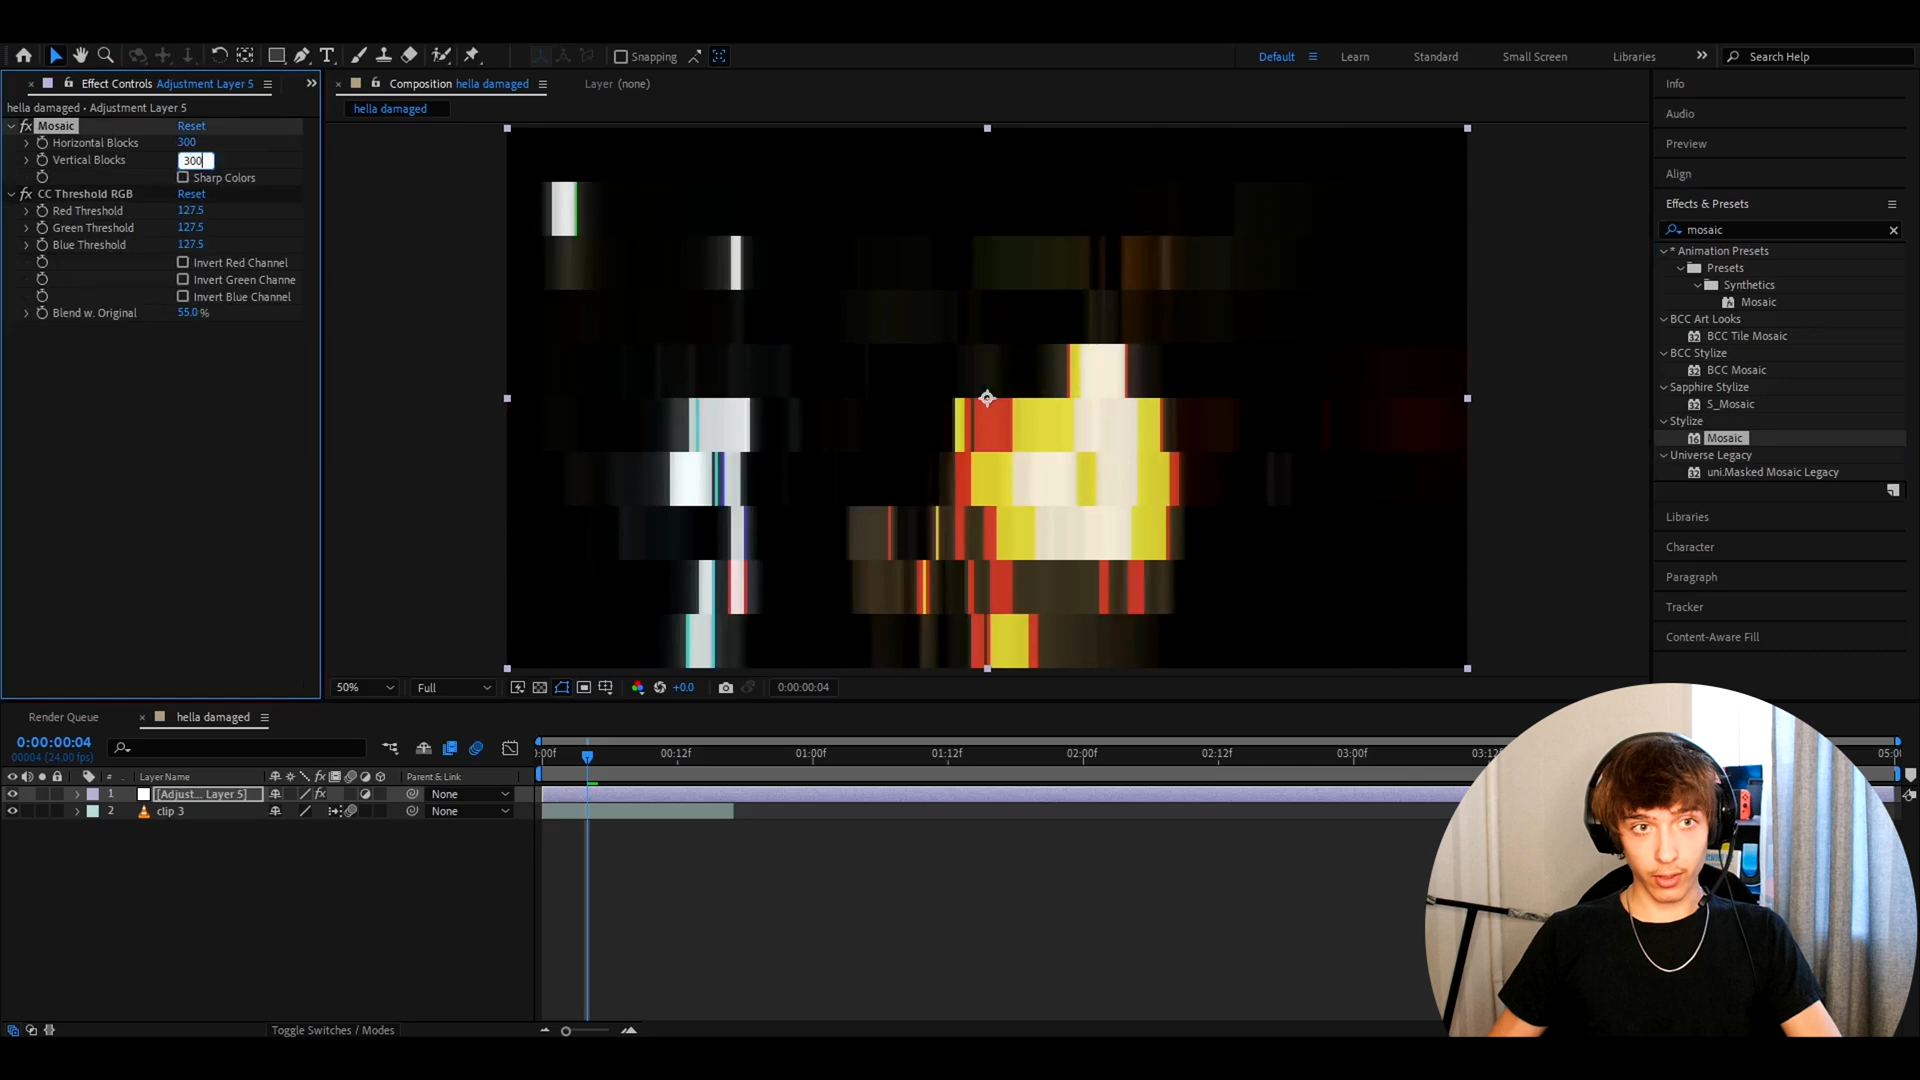 Snapping
Default
Learn
Standard
Small Screen
Libraries
Search Help
Effect Controls Adjustment Layer 5
Composition hella damaged
Layer (none)
hella damaged • Adjustment Layer 5
hella damaged
fx Mosaic Reset
Horizontal Blocks 300
Vertical Blocks 300
Sharp Colors
fx CC Threshold RGB Reset
Red Threshold 127.5
Green Threshold 127.5
Blue Threshold 127.5
Invert Red Channel
Invert Green Channe
Invert Blue Channel
Blend w. Original 55.0 %
Info
Audio
Preview
Align
Effects & Presets
mosaic
* Animation Presets
Presets
Synthetics
Mosaic
BCC Art Looks
BCC Tile Mosaic
BCC Stylize
BCC Mosaic
Sapphire Stylize
S_Mosaic
Stylize
Mosaic
Universe Legacy
uni.Masked Mosaic Legacy
Libraries
Character
Paragraph
Tracker
Content-Aware Fill
50%
Full
+0.0
0:00:00:04
Render Queue
hella damaged
0:00:00:04
00004 (24.00 fps)
:00f 00:12f 01:00f 01:12f 02:00f 02:12f 03:00f 03:12f 05:0
# Layer Name Parent & Link
1 [Adjust... Layer 5] None
2 clip 3 None
Toggle Switches / Modes